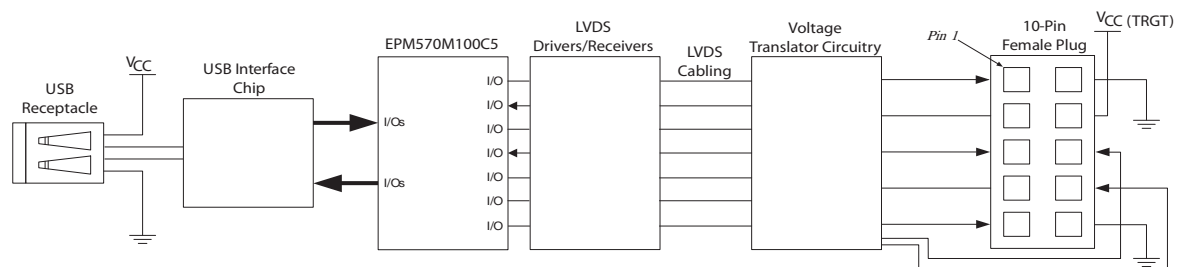 USB
Receptacle
VCC
USB Interface
Chip
EPM570M100C5
I/Os
I/Os
I/O
I/O
I/O
I/O
I/O
I/O
I/O
LVDS
Drivers/Receivers
LVDS
Cabling
Voltage
Translator Circuitry
Pin 1
10-Pin
Female Plug
VCC (TRGT)